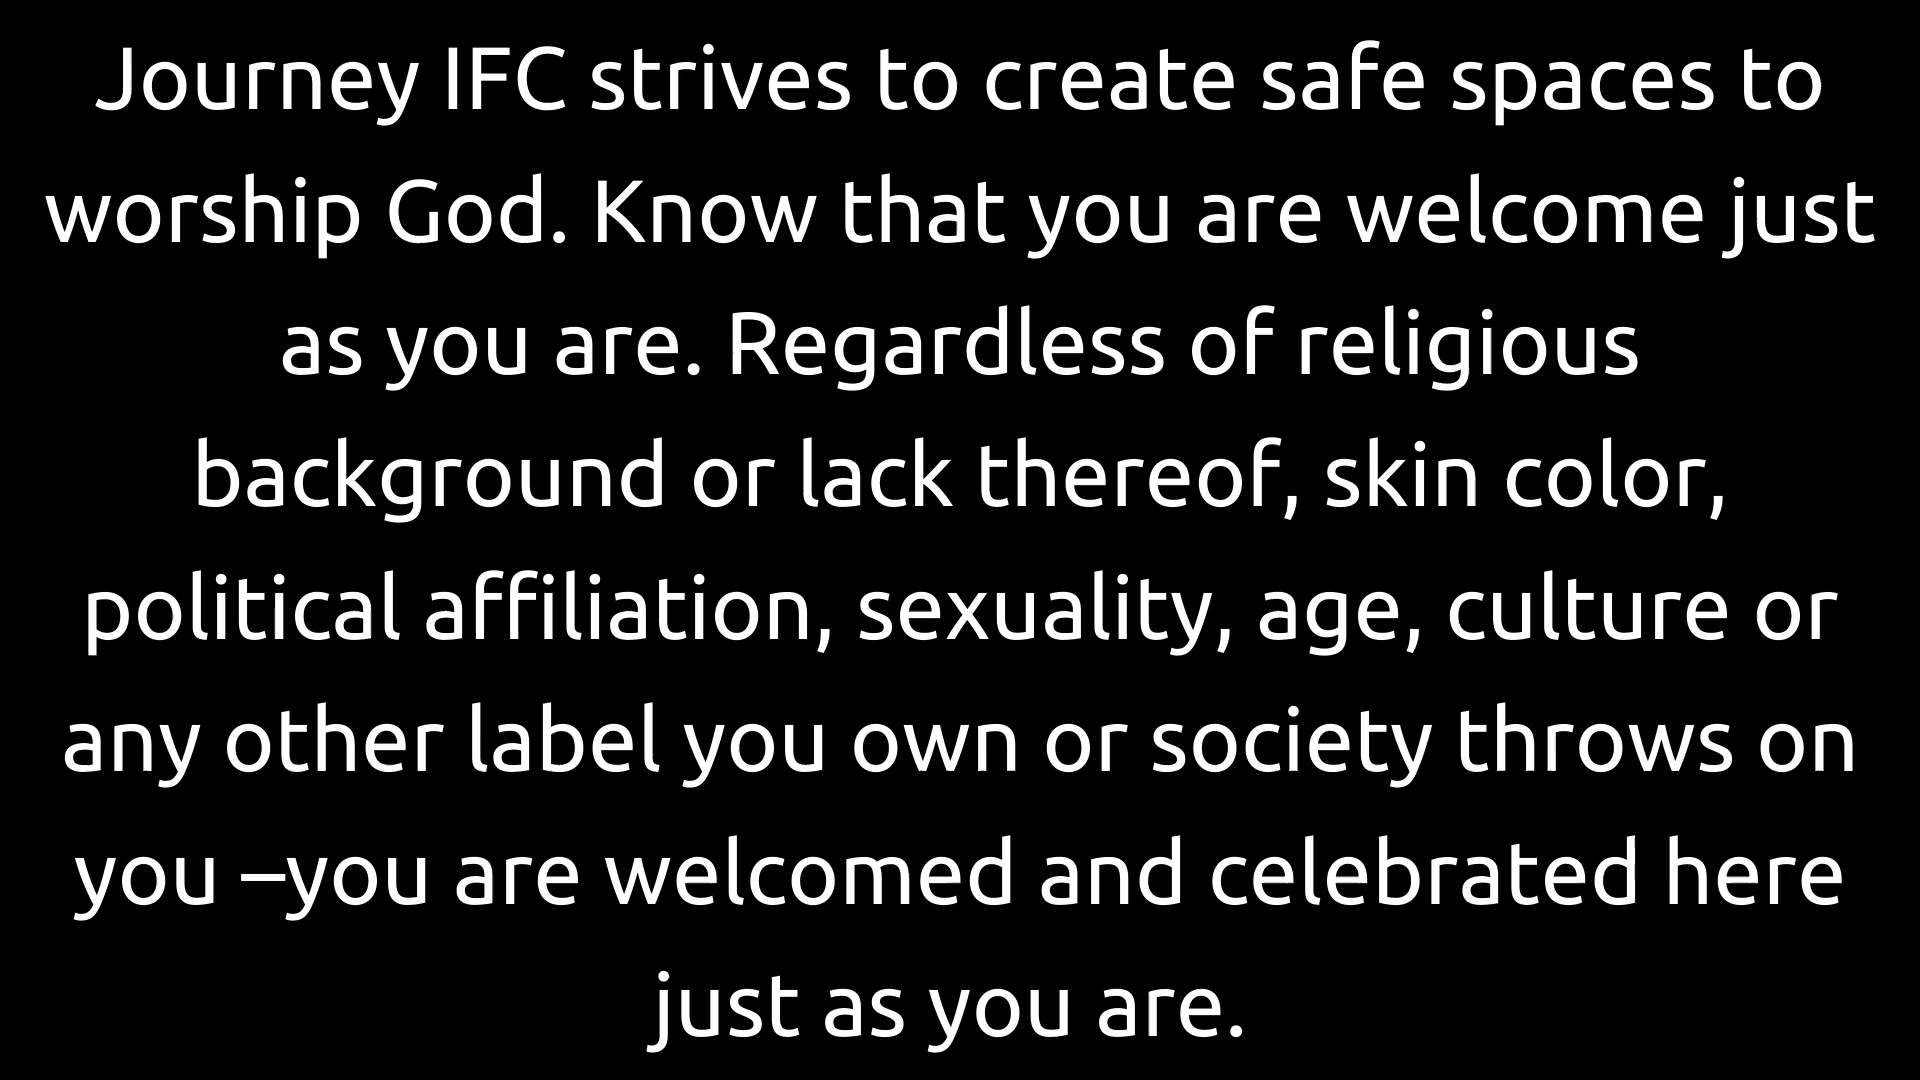 Journey IFC strives to create safe spaces to
worship God. Know that you are welcome just
as you are. Regardless of religious
background or lack thereof, skin color,
political affiliation, sexuality, age, culture or
any other label you own or society throws on
you –you are welcomed and celebrated here
just as you are.